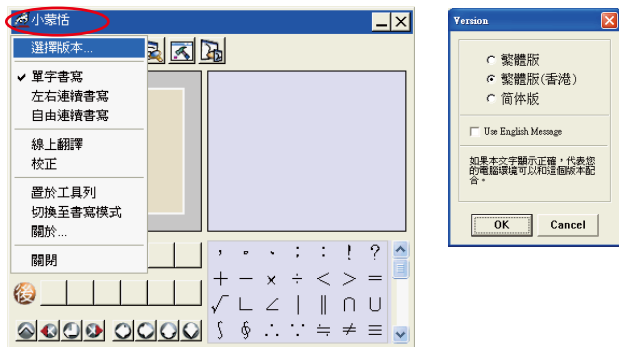 小蒙恬
選擇版本...
單字書寫
左右連續書寫
自由連續書寫
線上翻譯
校正
置於工具列
切換至書寫模式
關於...
關閉
後
, 。 、 ; : ! ?
+ − × ÷ < > =
√ ∟ ∠ | ∥ ∩ ∪
∫ ∮ ∴ ∵ ≒ ≠ ≡
Version
繁體版
繁體版(香港)
简体版
Use English Message
如果本文字顯示正確,代表您
的電腦環境可以和這個版本配
合。
OK
Cancel